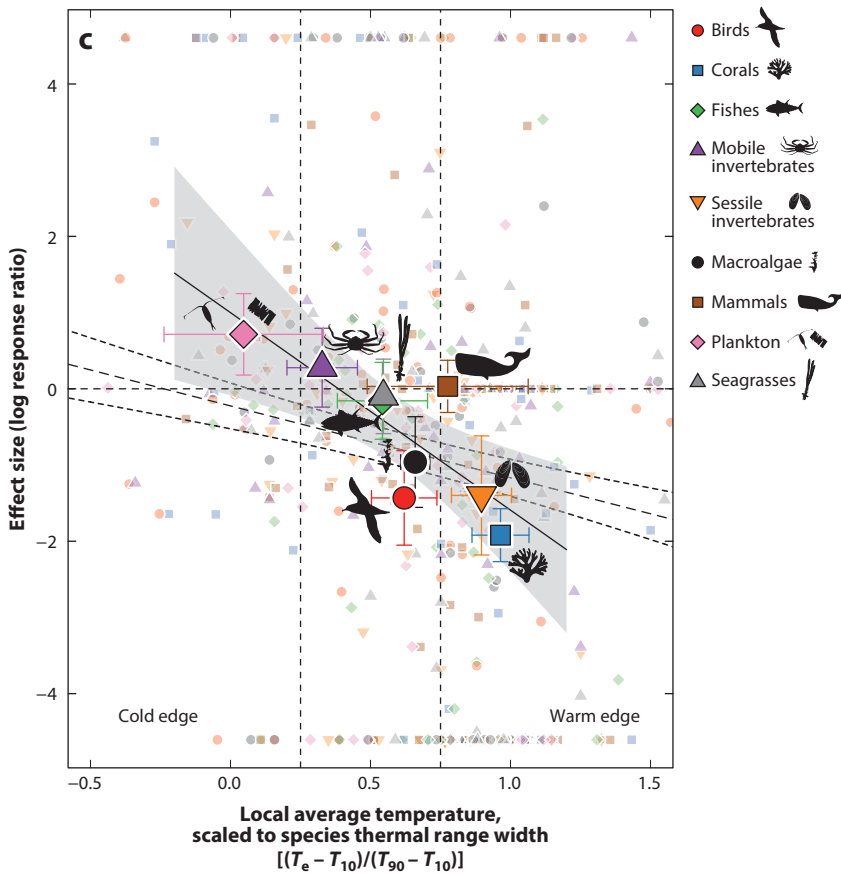 c
Effect size (log response ratio)
4
2
0
−2
−4
Cold edge
Warm edge
−0.5
0.0
0.5
1.0
1.5
Local average temperature,
scaled to species thermal range width
[(Te – T10)/(T90 – T10)]
Birds
Corals
Fishes
Mobile
invertebrates
Sessile
invertebrates
Macroalgae
Mammals
Plankton
Seagrasses